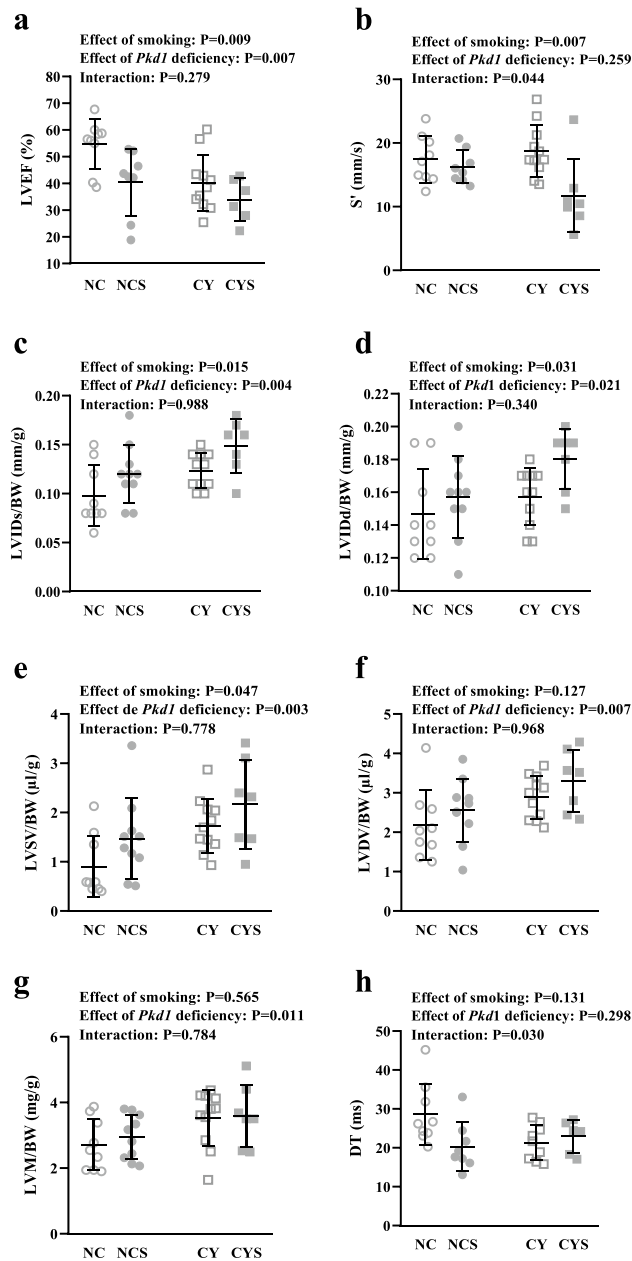 a
Effect of smoking: P=0.009
Effect of Pkd1 deficiency: P=0.007
Interaction: P=0.279
LVEF (%)
80
70
60
50
40
30
20
10
NC NCS CY CYS
b
Effect of smoking: P=0.007
Effect of Pkd1 deficiency: P=0.259
Interaction: P=0.044
S' (mm/s)
30
20
10
0
NC NCS CY CYS
c
Effect of smoking: P=0.015
Effect of Pkd1 deficiency: P=0.004
Interaction: P=0.988
LVIDs/BW (mm/g)
0.20
0.15
0.10
0.05
0.00
NC NCS CY CYS
d
Effect of smoking: P=0.031
Effect of Pkd1 deficiency: P=0.021
Interaction: P=0.340
LVIDd/BW (mm/g)
0.22
0.20
0.18
0.16
0.14
0.12
0.10
NC NCS CY CYS
e
Effect of smoking: P=0.047
Effect de Pkd1 deficiency: P=0.003
Interaction: P=0.778
LVSV/BW (µl/g)
4
3
2
1
0
NC NCS CY CYS
f
Effect of smoking: P=0.127
Effect of Pkd1 deficiency: P=0.007
Interaction: P=0.968
LVDV/BW (µl/g)
5
4
3
2
1
0
NC NCS CY CYS
g
Effect of smoking: P=0.565
Effect of Pkd1 deficiency: P=0.011
Interaction: P=0.784
LVM/BW (mg/g)
6
4
2
0
NC NCS CY CYS
h
Effect of smoking: P=0.131
Effect of Pkd1 deficiency: P=0.298
Interaction: P=0.030
DT (ms)
50
40
30
20
10
0
NC NCS CY CYS